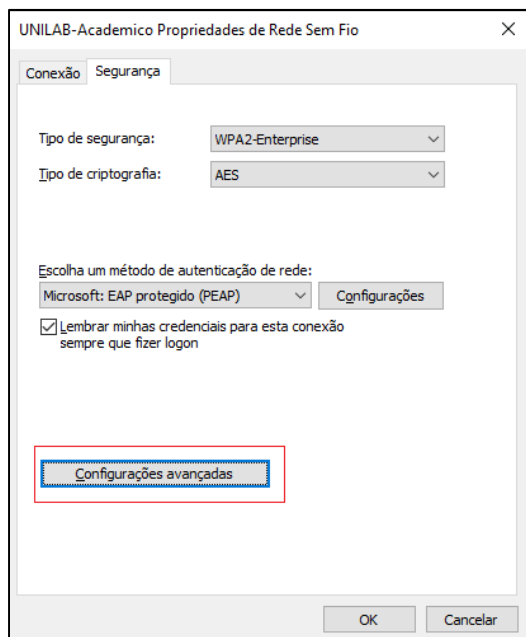 UNILAB-Academico Propriedades de Rede Sem Fio
Conexão Segurança
Tipo de segurança: WPA2-Enterprise
Tipo de criptografia: AES
Escolha um método de autenticação de rede:
Microsoft: EAP protegido (PEAP) Configurações
Lembrar minhas credenciais para esta conexão
sempre que fizer logon
Configurações avançadas
OK Cancelar